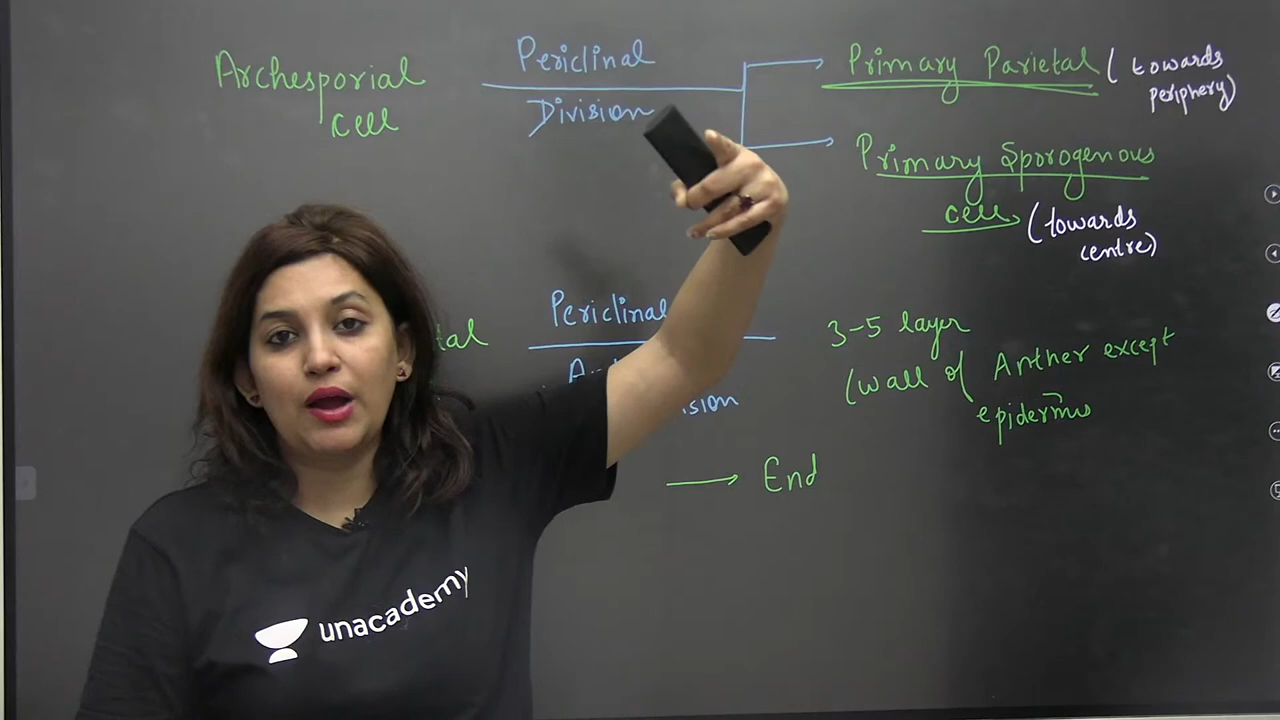 Archesporial
cell
Periclinal
Division
Primary Parietal (towards
periphery)
Primary Sporogenous
cell (towards
centre)
tal
Periclinal
3-5 layer
(wall of Anther except
epidermis
ision
End
unacademy